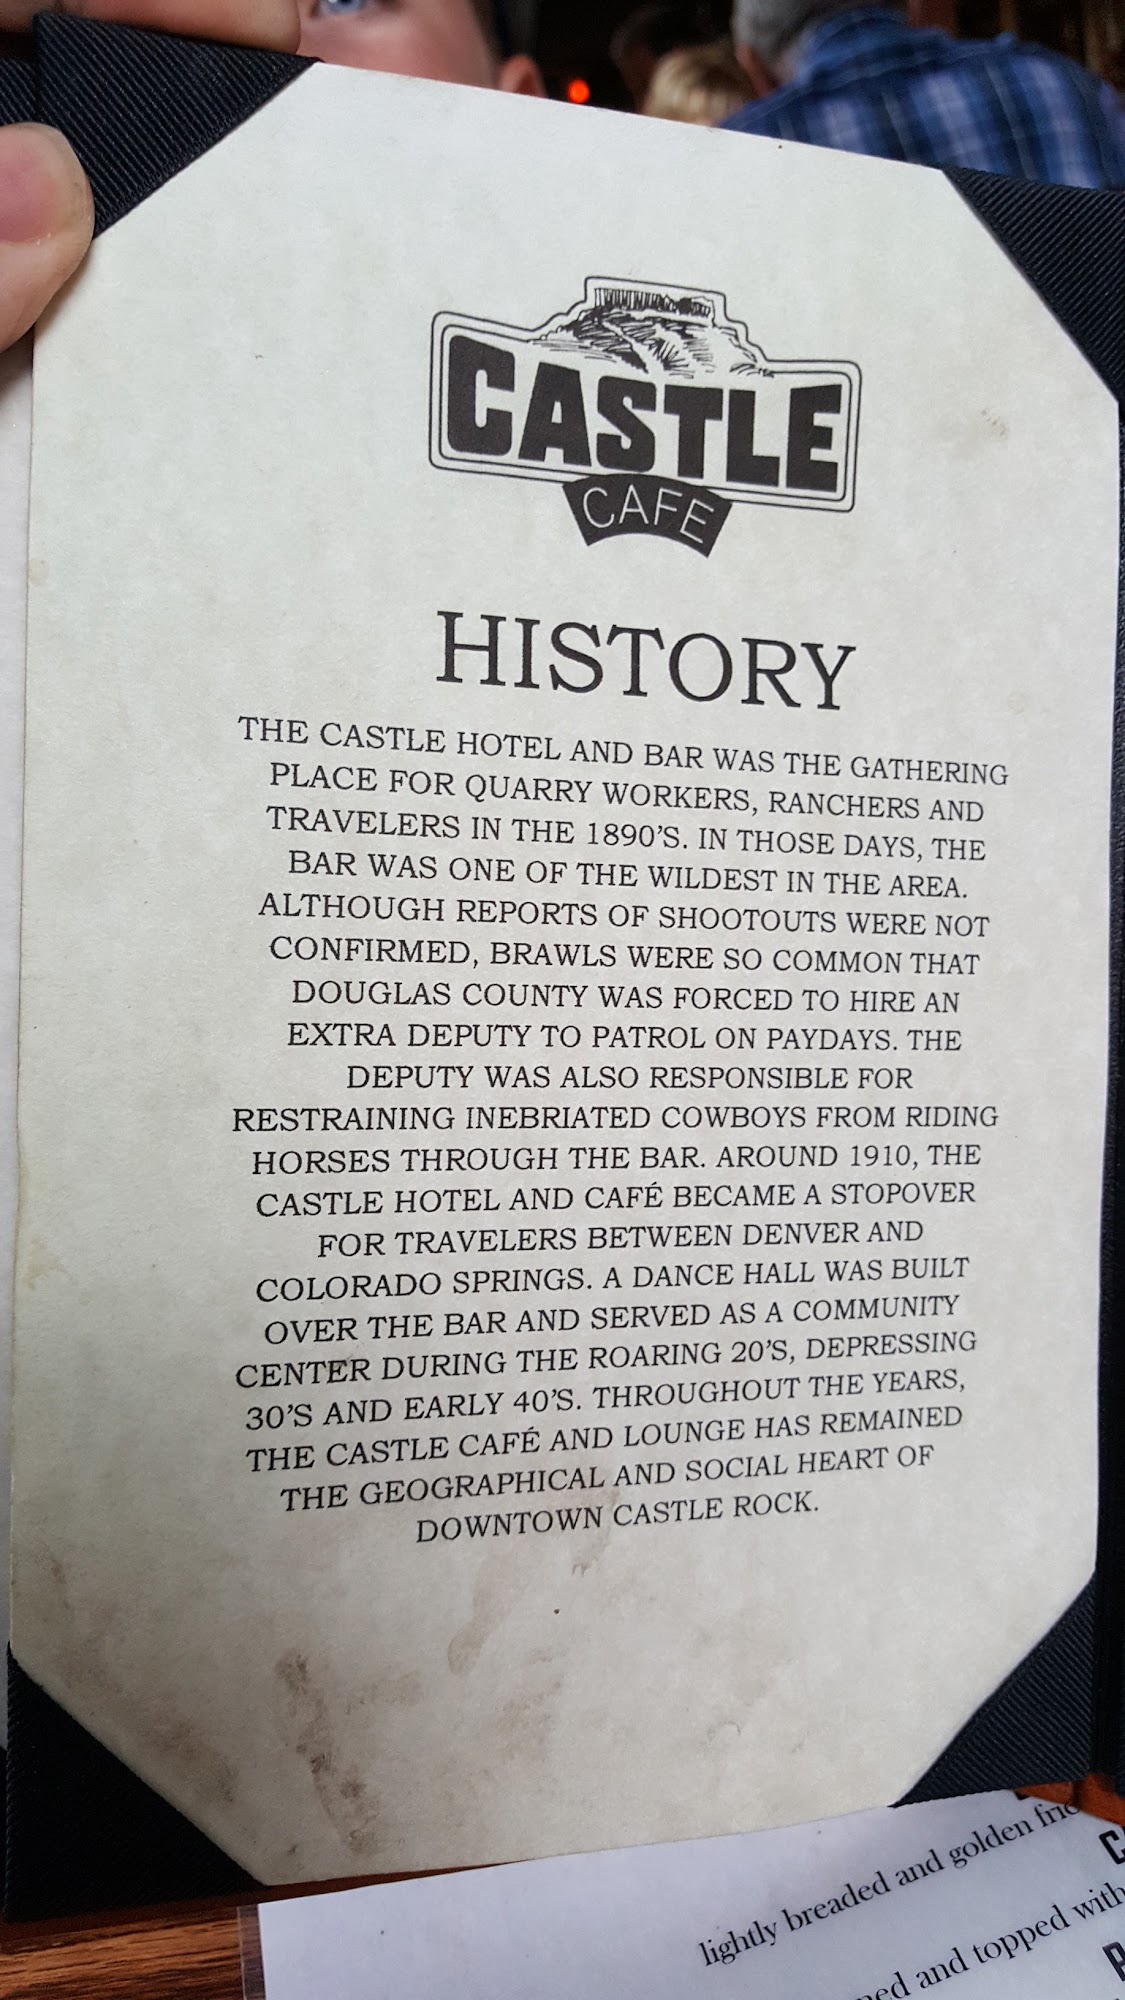 CASTLE
CAFE
HISTORY
THE CASTLE HOTEL AND BAR WAS THE GATHERING
PLACE FOR QUARRY WORKERS, RANCHERS AND
TRAVELERS IN THE 1890'S. IN THOSE DAYS, THE
BAR WAS ONE OF THE WILDEST IN THE AREA.
ALTHOUGH REPORTS OF SHOOTOUTS WERE NOT
CONFIRMED, BRAWLS WERE SO COMMON THAT
DOUGLAS COUNTY WAS FORCED TO HIRE AN
EXTRA DEPUTY TO PATROL ON PAYDAYS. THE
DEPUTY WAS ALSO RESPONSIBLE FOR
RESTRAINING INEBRIATED COWBOYS FROM RIDING
HORSES THROUGH THE BAR. AROUND 1910, THE
CASTLE HOTEL AND CAFÉ BECAME A STOPOVER
FOR TRAVELERS BETWEEN DENVER AND
COLORADO SPRINGS. A DANCE HALL WAS BUILT
OVER THE BAR AND SERVED AS A COMMUNITY
CENTER DURING THE ROARING 20'S, DEPRESSING
30'S AND EARLY 40'S. THROUGHOUT THE YEARS,
THE CASTLE CAFÉ AND LOUNGE HAS REMAINED
THE GEOGRAPHICAL AND SOCIAL HEART OF
DOWNTOWN CASTLE ROCK.
lightly breaded and golden
and topped with